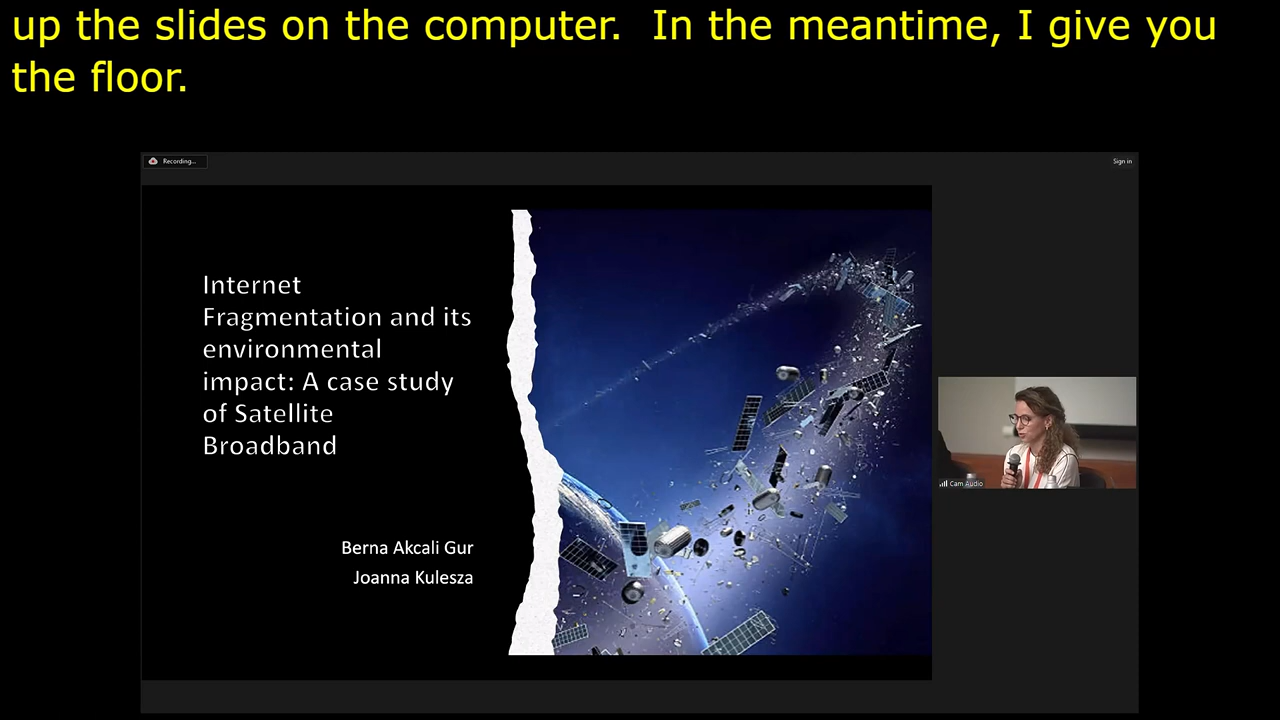 up the slides on the computer.  In the meantime, I give you
the floor.
Recording...
Sign in
Internet
Fragmentation and its
environmental
impact: A case study
of Satellite
Broadband
Berna Akcali Gur
Joanna Kulesza
Cam Audio